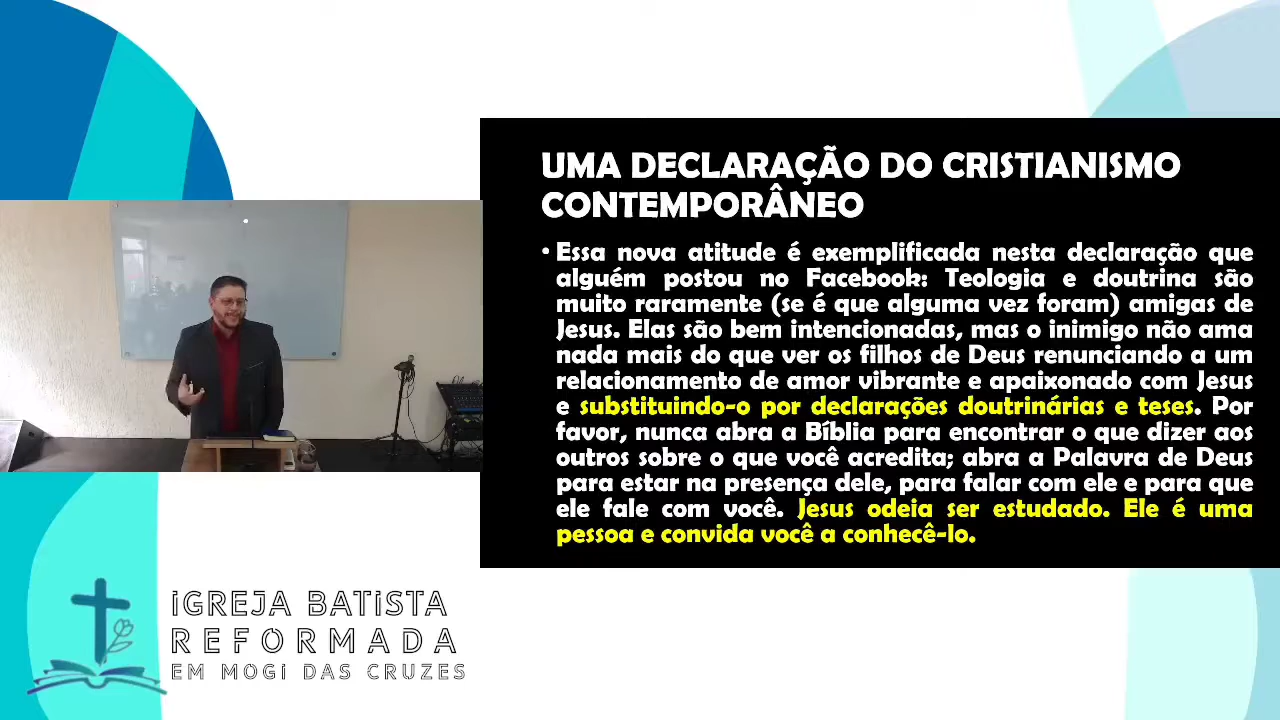 UMA DECLARAÇÃO DO CRISTIANISMO
CONTEMPORÂNEO
• Essa nova atitude é exemplificada nesta declaração que
alguém postou no Facebook: Teologia e doutrina são
muito raramente (se é que alguma vez foram) amigas de
Jesus. Elas são bem intencionadas, mas o inimigo não ama
nada mais do que ver os filhos de Deus renunciando a um
relacionamento de amor vibrante e apaixonado com Jesus
e substituindo-o por declarações doutrinárias e teses. Por
favor, nunca abra a Bíblia para encontrar o que dizer aos
outros sobre o que você acredita; abra a Palavra de Deus
para estar na presença dele, para falar com ele e para que
ele fale com você. Jesus odeia ser estudado. Ele é uma
pessoa e convida você a conhecê-lo.
iGREJA BATiSTA
REFORMADA
EM MOGi DAS CRUZES